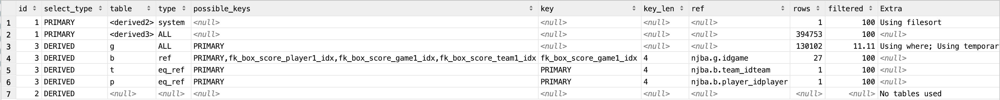 id select_type table type possible_keys key key_len ref rows filtered Extra
1 1 PRIMARY <derived2> system <null> <null> <null> <null> 1 100 Using filesort
2 1 PRIMARY <derived3> ALL <null> <null> <null> <null> 394753 100 <null>
3 3 DERIVED g ALL PRIMARY <null> <null> <null> 130102 11.11 Using where; Using temporar
4 3 DERIVED b ref PRIMARY,fk_box_score_player1_idx,fk_box_score_game1_idx,fk_box_score_team1_idx fk_box_score_game1_idx 4 njba.g.idgame 27 100 <null>
5 3 DERIVED t eq_ref PRIMARY PRIMARY 4 njba.b.team_idteam 1 100 <null>
6 3 DERIVED p eq_ref PRIMARY PRIMARY 4 njba.b.player_idplayer 1 100 <null>
7 2 DERIVED <null> <null> <null> <null> <null> <null> <null> <null> No tables used